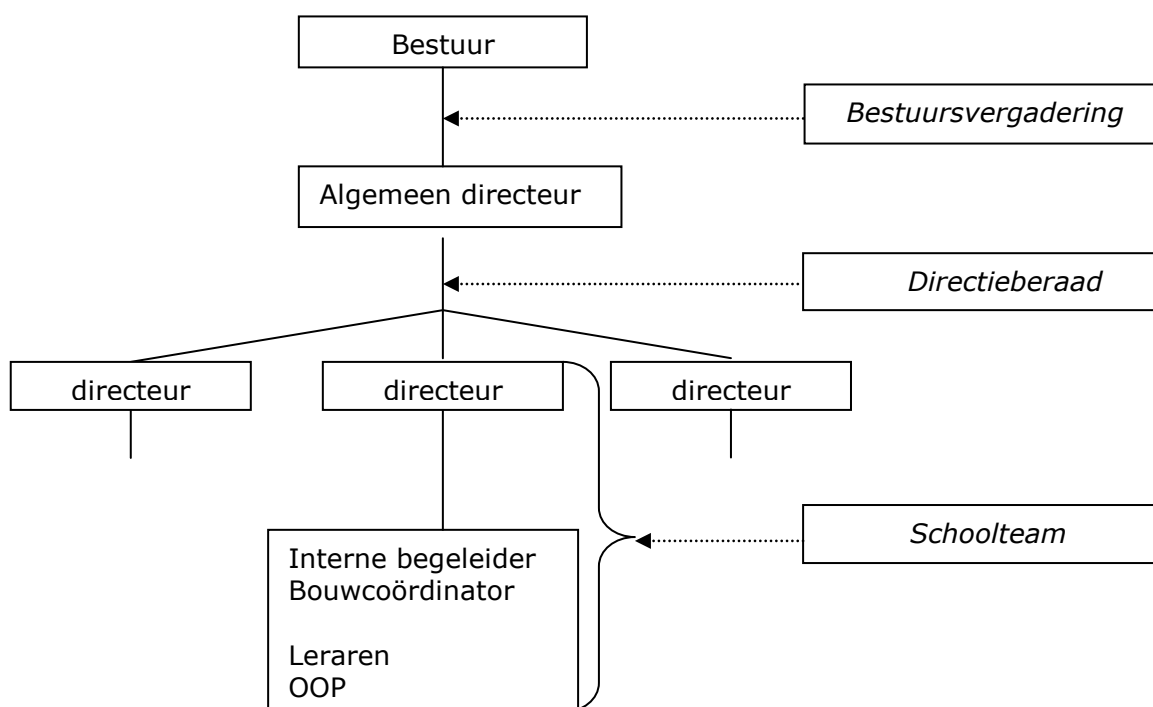 Bestuur
Bestuursvergadering
Algemeen directeur
Directieberaad
directeur
directeur
directeur
Interne begeleider
Bouwcoördinator
Leraren
OOP
Schoolteam